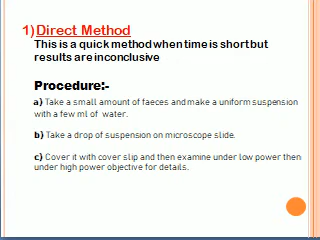 1) Direct Method
This is a quick method when time is short but
results are inconclusive
Procedure:-
a) Take a small amount of faeces and make a uniform suspension
with a few ml of water.
b) Take a drop of suspension on microscope slide.
c) Cover it with cover slip and then examine under low power then
under high power objective for details.